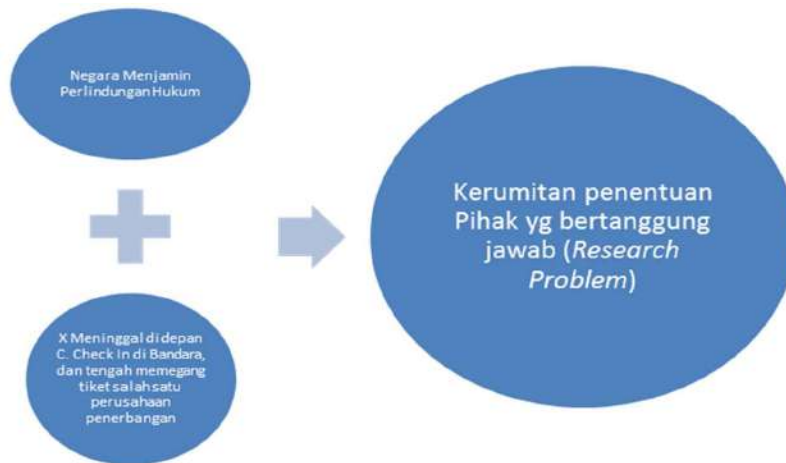 Negara Menjamin
Perlindungan Hukum
X Meninggal di depan
C. Check In di Bandara,
dan tengah memegang
tiket salah satu
perusahaan
penerbangan
Kerumitan penentuan
Pihak yg bertanggung
jawab (Research
Problem)